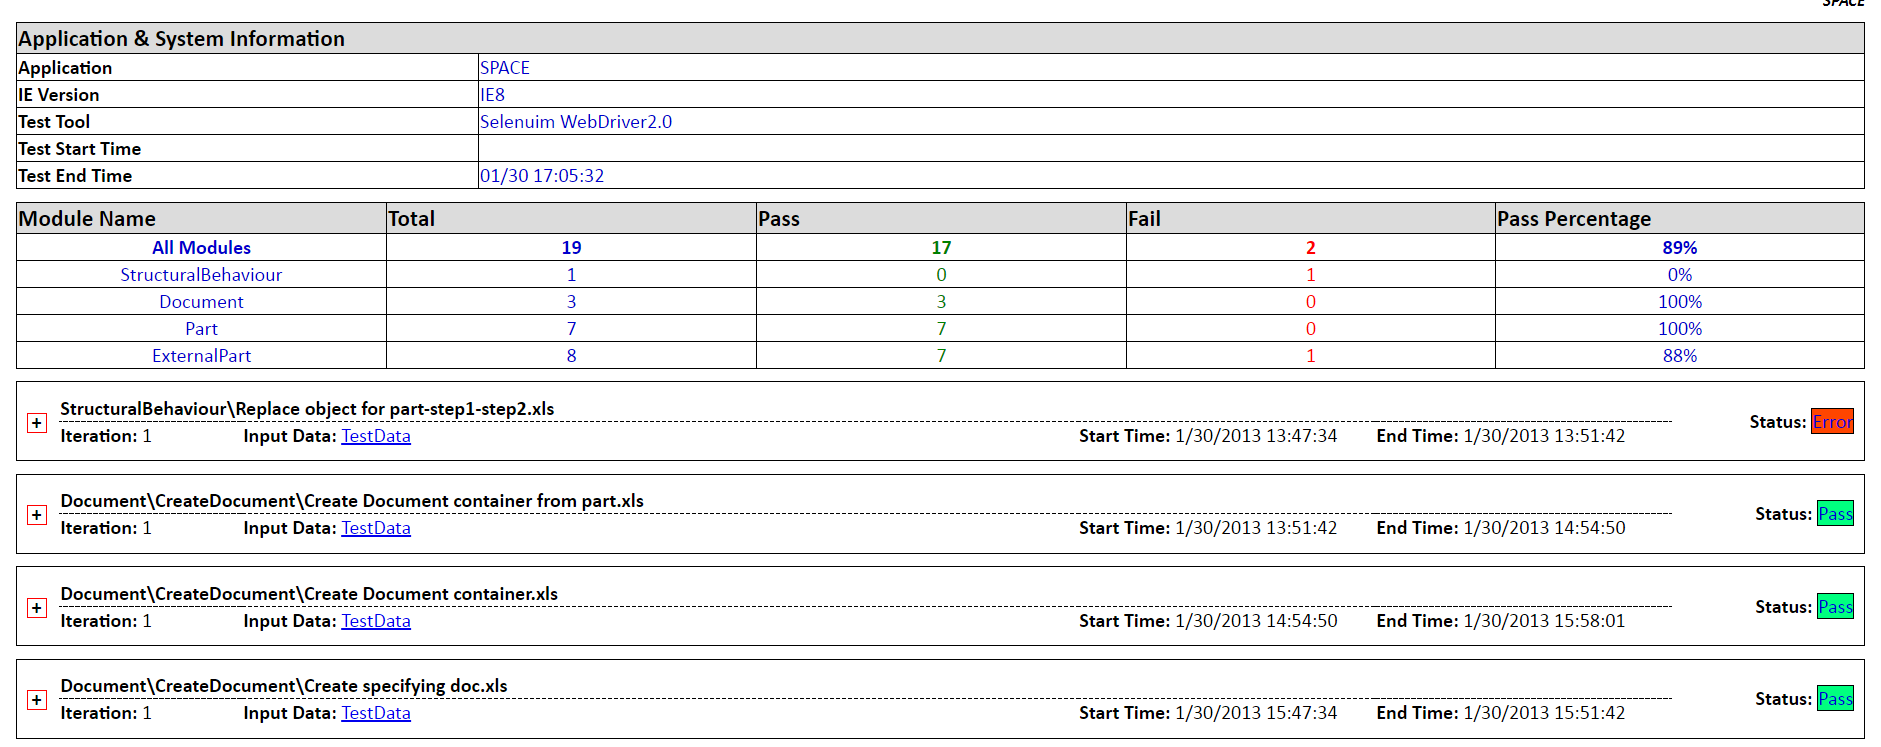 SPACE
Application & System Information
Application SPACE
IE Version IE8
Test Tool Selenuim WebDriver2.0
Test Start Time
Test End Time 01/30 17:05:32
Module Name Total Pass Fail Pass Percentage
All Modules 19 17 2 89%
StructuralBehaviour 1 0 1 0%
Document 3 3 0 100%
Part 7 7 0 100%
ExternalPart 8 7 1 88%
StructuralBehaviour\Replace object for part-step1-step2.xls
+ Status: Error
Iteration: 1 Input Data: TestData Start Time: 1/30/2013 13:47:34 End Time: 1/30/2013 13:51:42
Document\CreateDocument\Create Document container from part.xls
+ Status: Pass
Iteration: 1 Input Data: TestData Start Time: 1/30/2013 13:51:42 End Time: 1/30/2013 14:54:50
Document\CreateDocument\Create Document container.xls
+ Status: Pass
Iteration: 1 Input Data: TestData Start Time: 1/30/2013 14:54:50 End Time: 1/30/2013 15:58:01
Document\CreateDocument\Create specifying doc.xls
+ Status: Pass
Iteration: 1 Input Data: TestData Start Time: 1/30/2013 15:47:34 End Time: 1/30/2013 15:51:42